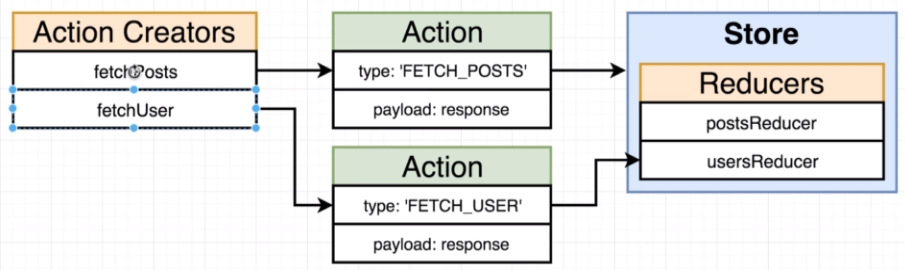 Action Creators
fetchPosts
fetchUser
Action
type: 'FETCH_POSTS'
payload: response
Action
type: 'FETCH_USER'
payload: response
Store
Reducers
postsReducer
usersReducer